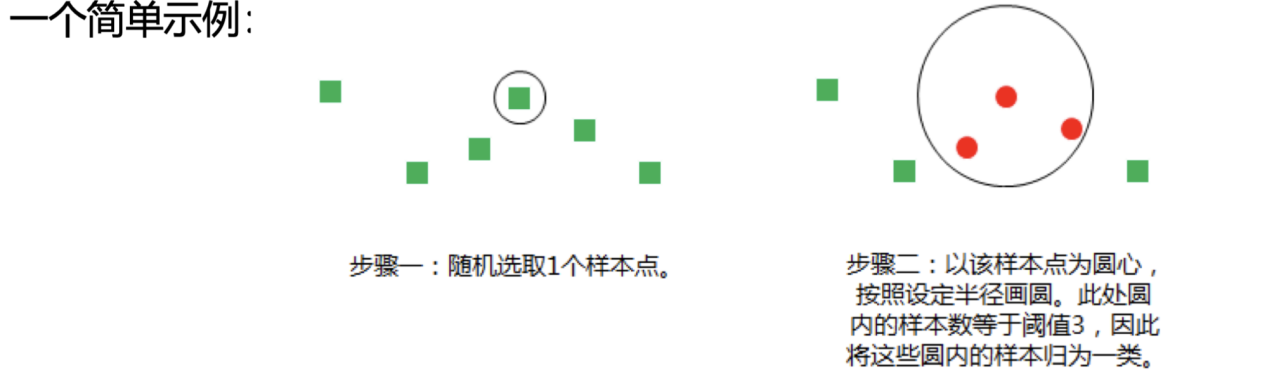 一个简单示例：
步骤一：随机选取1个样本点。
步骤二：以该样本点为圆心，
按照设定半径画圆。此处圆
内的样本数等于阈值3，因此
将这些圆内的样本归为一类。